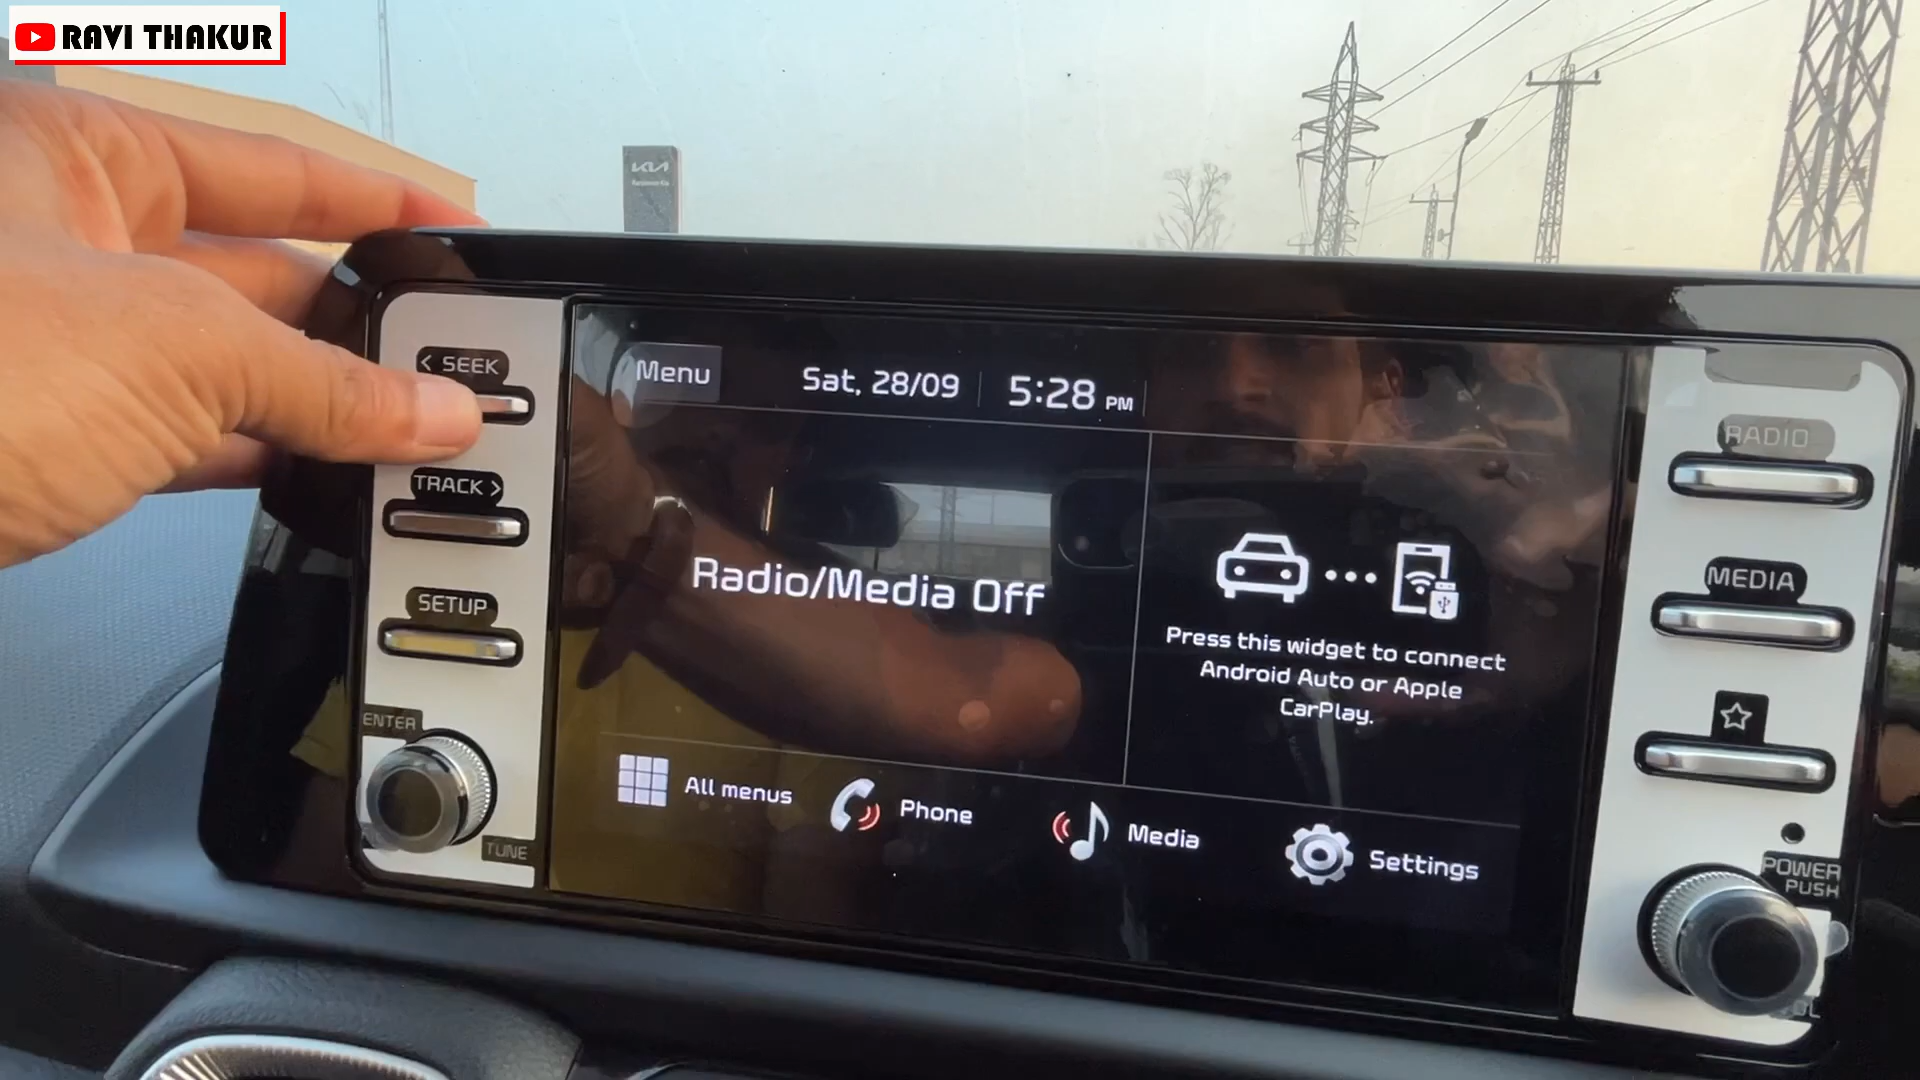 RAVI THAKUR
KIA
< SEEK
TRACK >
SETUP
ENTER
TUNE
Menu
Sat, 28/09
5:28 PM
Radio/Media Off
Press this widget to connect
Android Auto or Apple
CarPlay.
All menus
Phone
Media
Settings
RADIO
MEDIA
POWER
PUSH